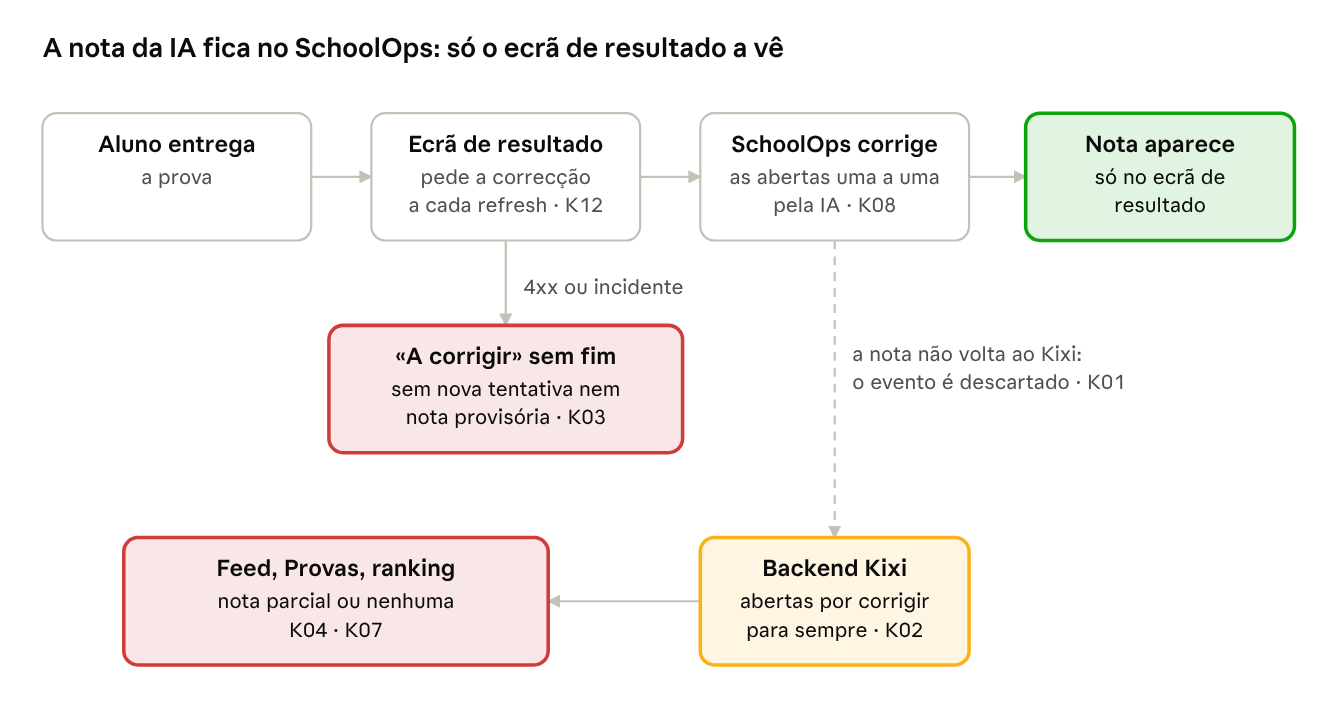 A nota da IA fica no SchoolOps: só o ecrã de resultado a vê
Aluno entrega
a prova
Ecrã de resultado
pede a correcção
a cada refresh · K12
SchoolOps corrige
as abertas uma a uma
pela IA · K08
Nota aparece
só no ecrã de
resultado
4xx ou incidente
«A corrigir» sem fim
sem nova tentativa nem
nota provisória · K03
a nota não volta ao Kixi:
o evento é descartado · K01
Feed, Provas, ranking
nota parcial ou nenhuma
K04 · K07
Backend Kixi
abertas por corrigir
para sempre · K02